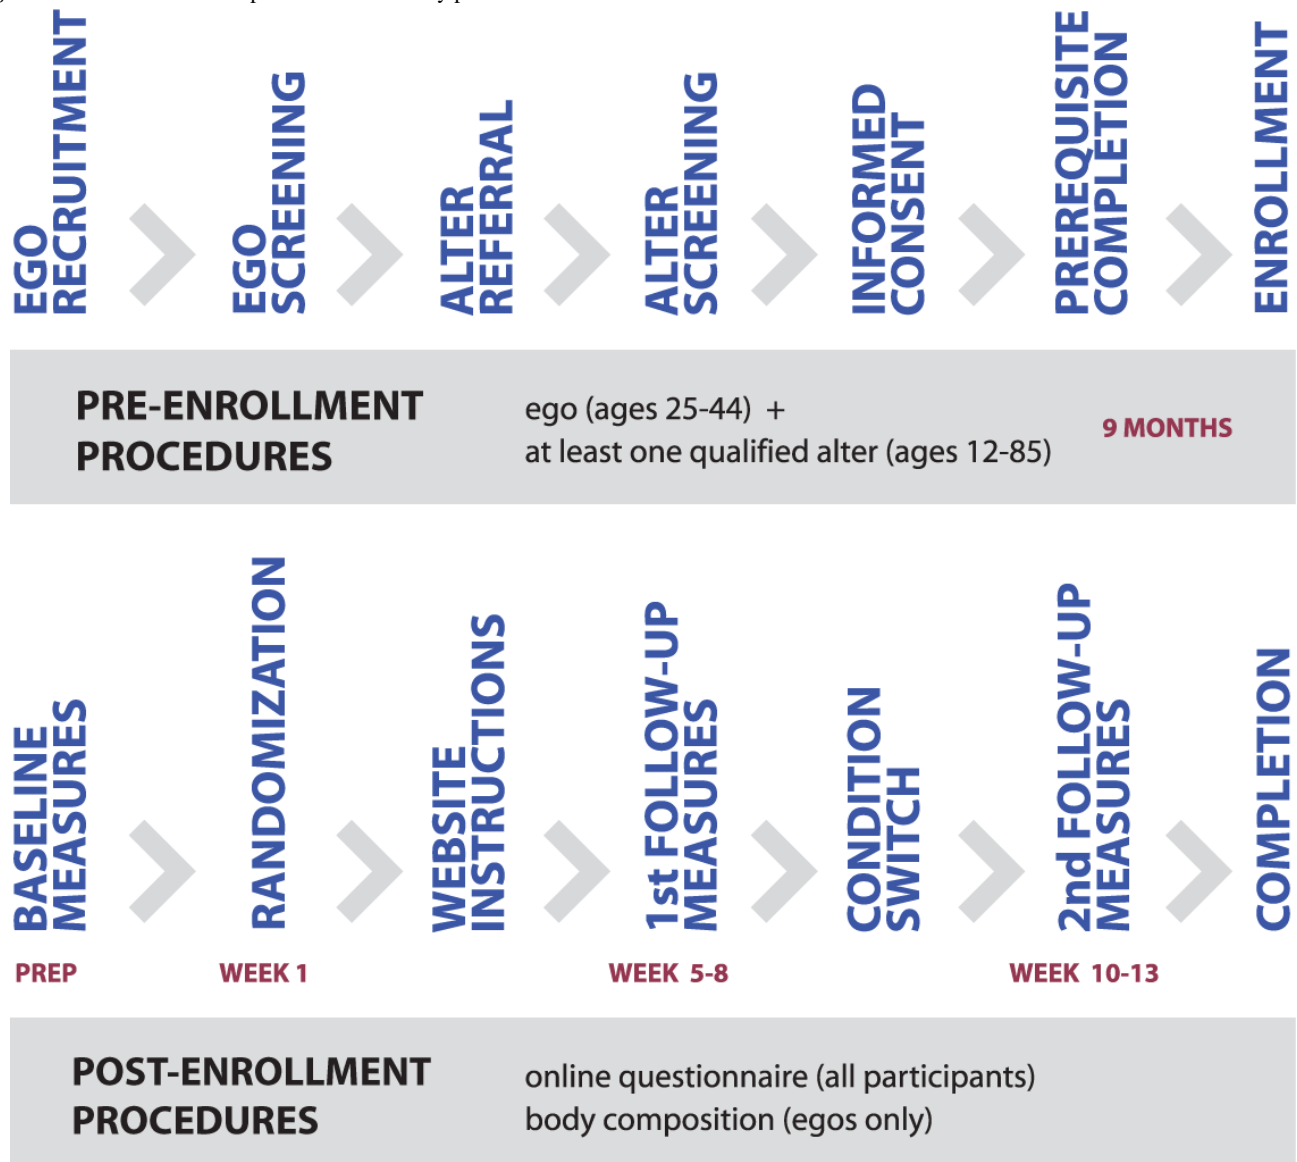 EGO
RECRUITMENT
EGO
SCREENING
ALTER
REFERRAL
ALTER
SCREENING
INFORMED
CONSENT
PREREQUISITE
COMPLETION
ENROLLMENT
PRE-ENROLLMENT
PROCEDURES
ego (ages 25-44) +
at least one qualified alter (ages 12-85)
9 MONTHS
BASELINE
MEASURES
RANDOMIZATION
WEBSITE
INSTRUCTIONS
1st FOLLOW-UP
MEASURES
CONDITION
SWITCH
2nd FOLLOW-UP
MEASURES
COMPLETION
PREP
WEEK 1
WEEK 5-8
WEEK 10-13
POST-ENROLLMENT
PROCEDURES
online questionnaire (all participants)
body composition (egos only)